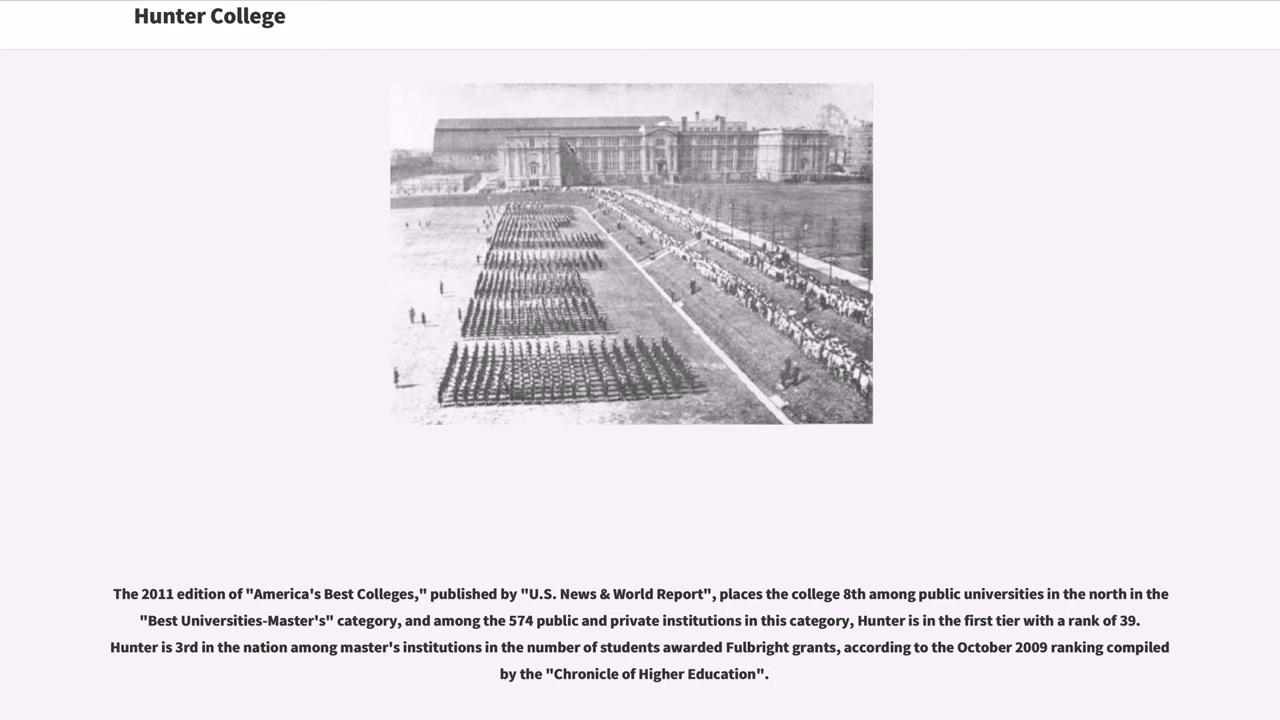 Hunter College
The 2011 edition of "America's Best Colleges," published by "U.S. News & World Report", places the college 8th among public universities in the north in the
"Best Universities-Master's" category, and among the 574 public and private institutions in this category, Hunter is in the first tier with a rank of 39.
Hunter is 3rd in the nation among master's institutions in the number of students awarded Fulbright grants, according to the October 2009 ranking compiled
by the "Chronicle of Higher Education".